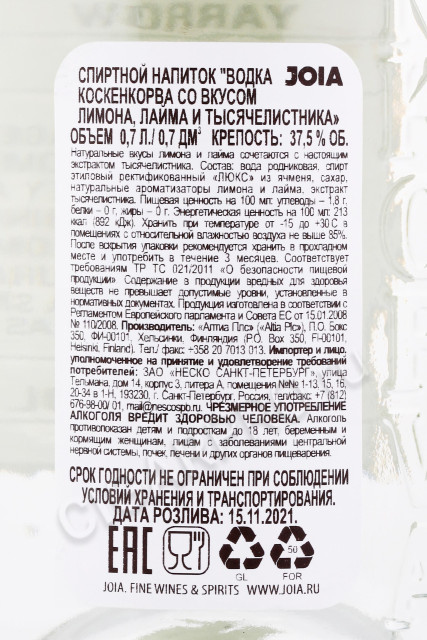 YARROW
СПИРТНОЙ НАПИТОК "ВОДКА JOIA
КОСКЕНКОРВА СО ВКУСОМ
ЛИМОНА, ЛАЙМА И ТЫСЯЧЕЛИСТНИКА»
ОБЪЕМ 0,7 Л./ 0,7 ДМ³ КРЕПОСТЬ: 37,5 % ОБ.
Натуральные вкусы лимона и лайма сочетаются с настоящим
экстрактом тысячелистника. Состав: вода родниковая, спирт
этиловый ректификованный «ЛЮКС» из ячменя, сахар,
натуральные ароматизаторы лимона и лайма, экстракт
тысячелистника. Пищевая ценность на 100 мл: углеводы – 1,8 г,
белки – 0 г, жиры – 0 г. Энергетическая ценность на 100 мл: 213
ккал (892 кДж). Хранить при температуре от -15 до +30 С в
помещениях с относительной влажностью воздуха не выше 85%.
После вскрытия упаковки рекомендуется хранить в прохладном
месте и употребить в течение 3 месяцев. Соответствует
требованиям ТР ТС 021/2011 «О безопасности пищевой
продукции» Содержание в продукции вредных для здоровья
веществ не превышает допустимые уровни, установленные в
нормативных документах. Продукция изготовлена в соответствии с
Регламентом Европейского парламента и Совета ЕС от 15.01.2008
№ 110/2008. Производитель: «Алтиа Плс» («Altia Plc»), П.О. Бокс
350, ФИ-00101, Хельсинки, Финляндия (P.O. Box 350, FI-00101,
Helsinki, Finland). Тел./ факс: +358 20 7013 013. Импортер и лицо,
уполномоченное на принятие и удовлетворение требований
потребителей: ЗАО «НЕСКО САНКТ-ПЕТЕРБУРГ», улица
Тельмана, дом 14, корпус 3, литера А, помещения №№ 1-13, 15, 16,
20-34 в 1-Н, 193230, г. Санкт-Петербург, Россия, тел/факс: +7 (812)
676-98-00/ 01, mail@nescospb.ru. ЧРЕЗМЕРНОЕ УПОТРЕБЛЕНИЕ
АЛКОГОЛЯ ВРЕДИТ ЗДОРОВЬЮ ЧЕЛОВЕКА. Алкоголь
противопоказан детям и подросткам до 18 лет, беременным и
кормящим женщинам, лицам с заболеваниями центральной
нервной системы, почек, печени и других органов пищеварения.
СРОК ГОДНОСТИ НЕ ОГРАНИЧЕН ПРИ СОБЛЮДЕНИИ
УСЛОВИЙ ХРАНЕНИЯ И ТРАНСПОРТИРОВАНИЯ.
ДАТА РОЗЛИВА: 15.11.2021.
EAC 50
GL FOR
JOIA. FINE WINES & SPIRITS WWW.JOIA.RU